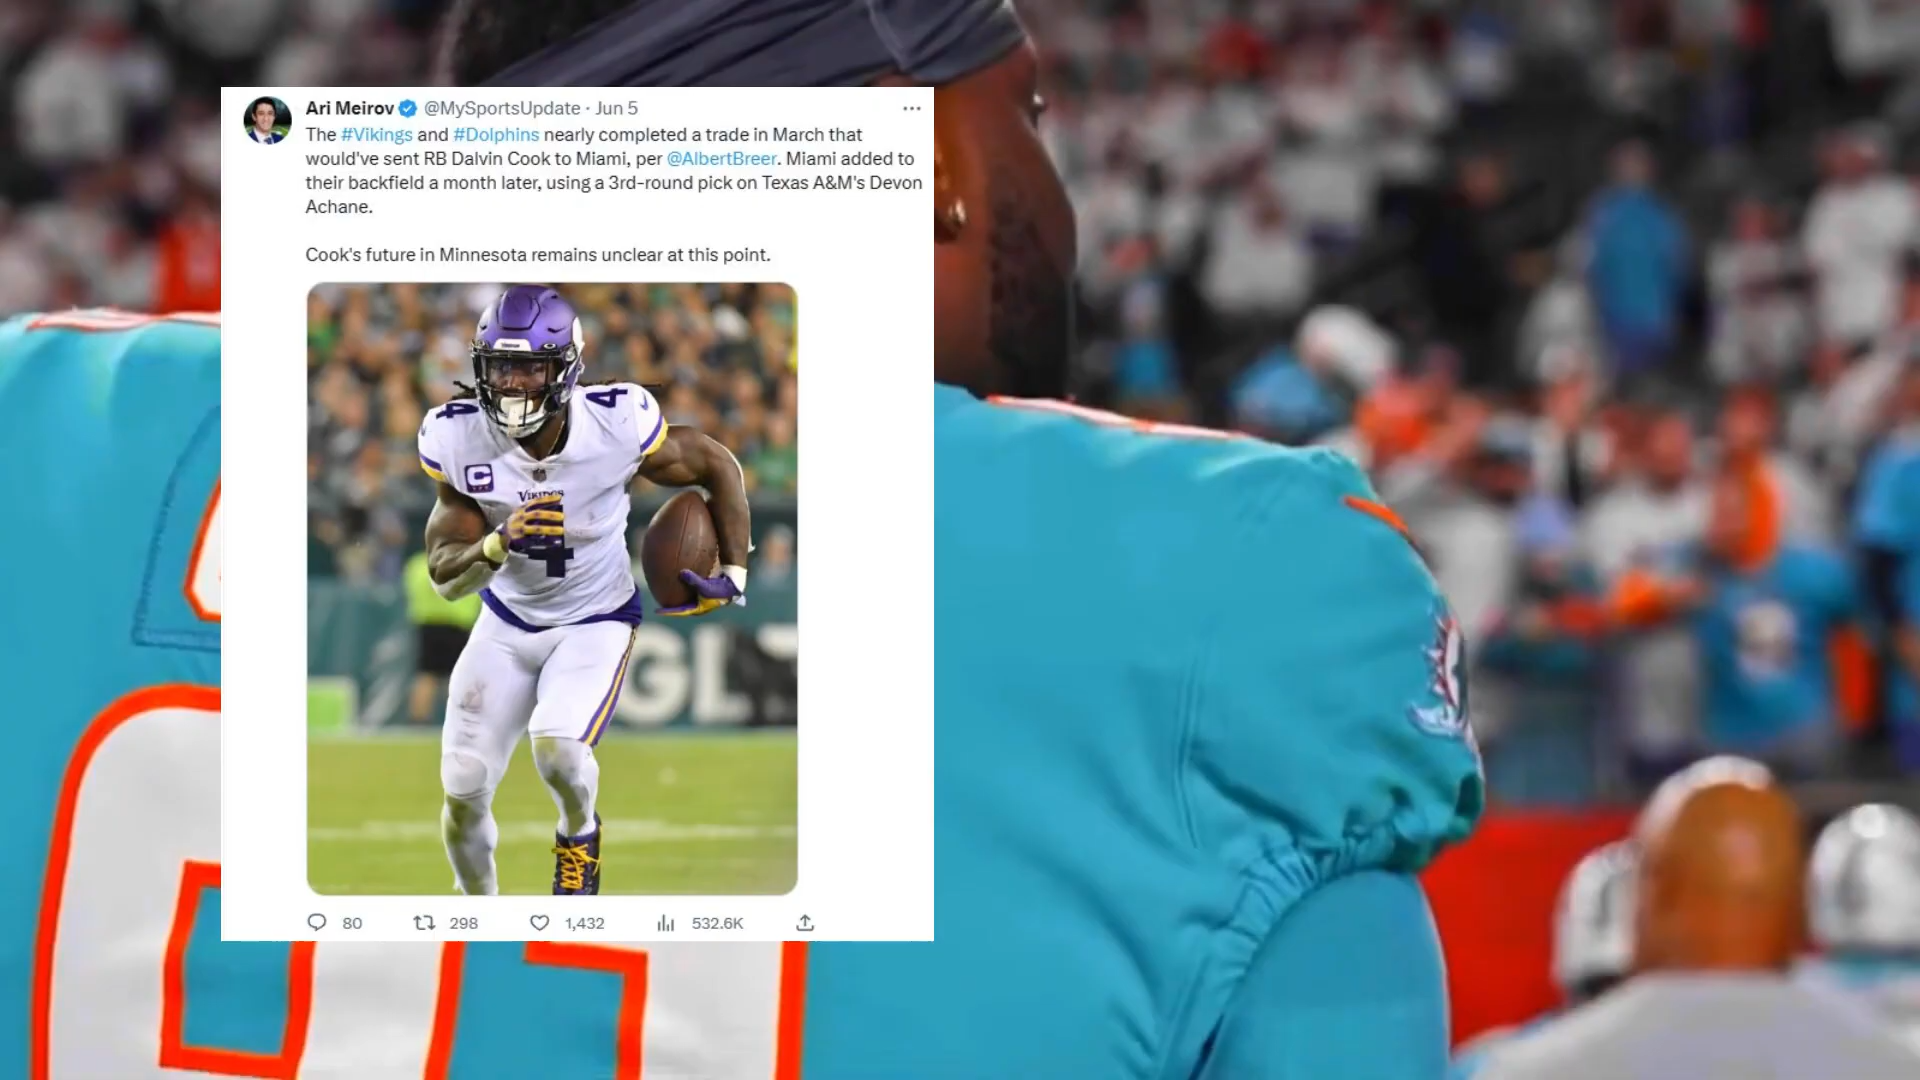 Ari Meirov @MySportsUpdate · Jun 5
The #Vikings and #Dolphins nearly completed a trade in March that
would've sent RB Dalvin Cook to Miami, per @AlbertBreer. Miami added to
their backfield a month later, using a 3rd-round pick on Texas A&M's Devon
Achane.
Cook's future in Minnesota remains unclear at this point.
4 4
C
VIKINGS
4
GL
80 298 1,432 532.6K